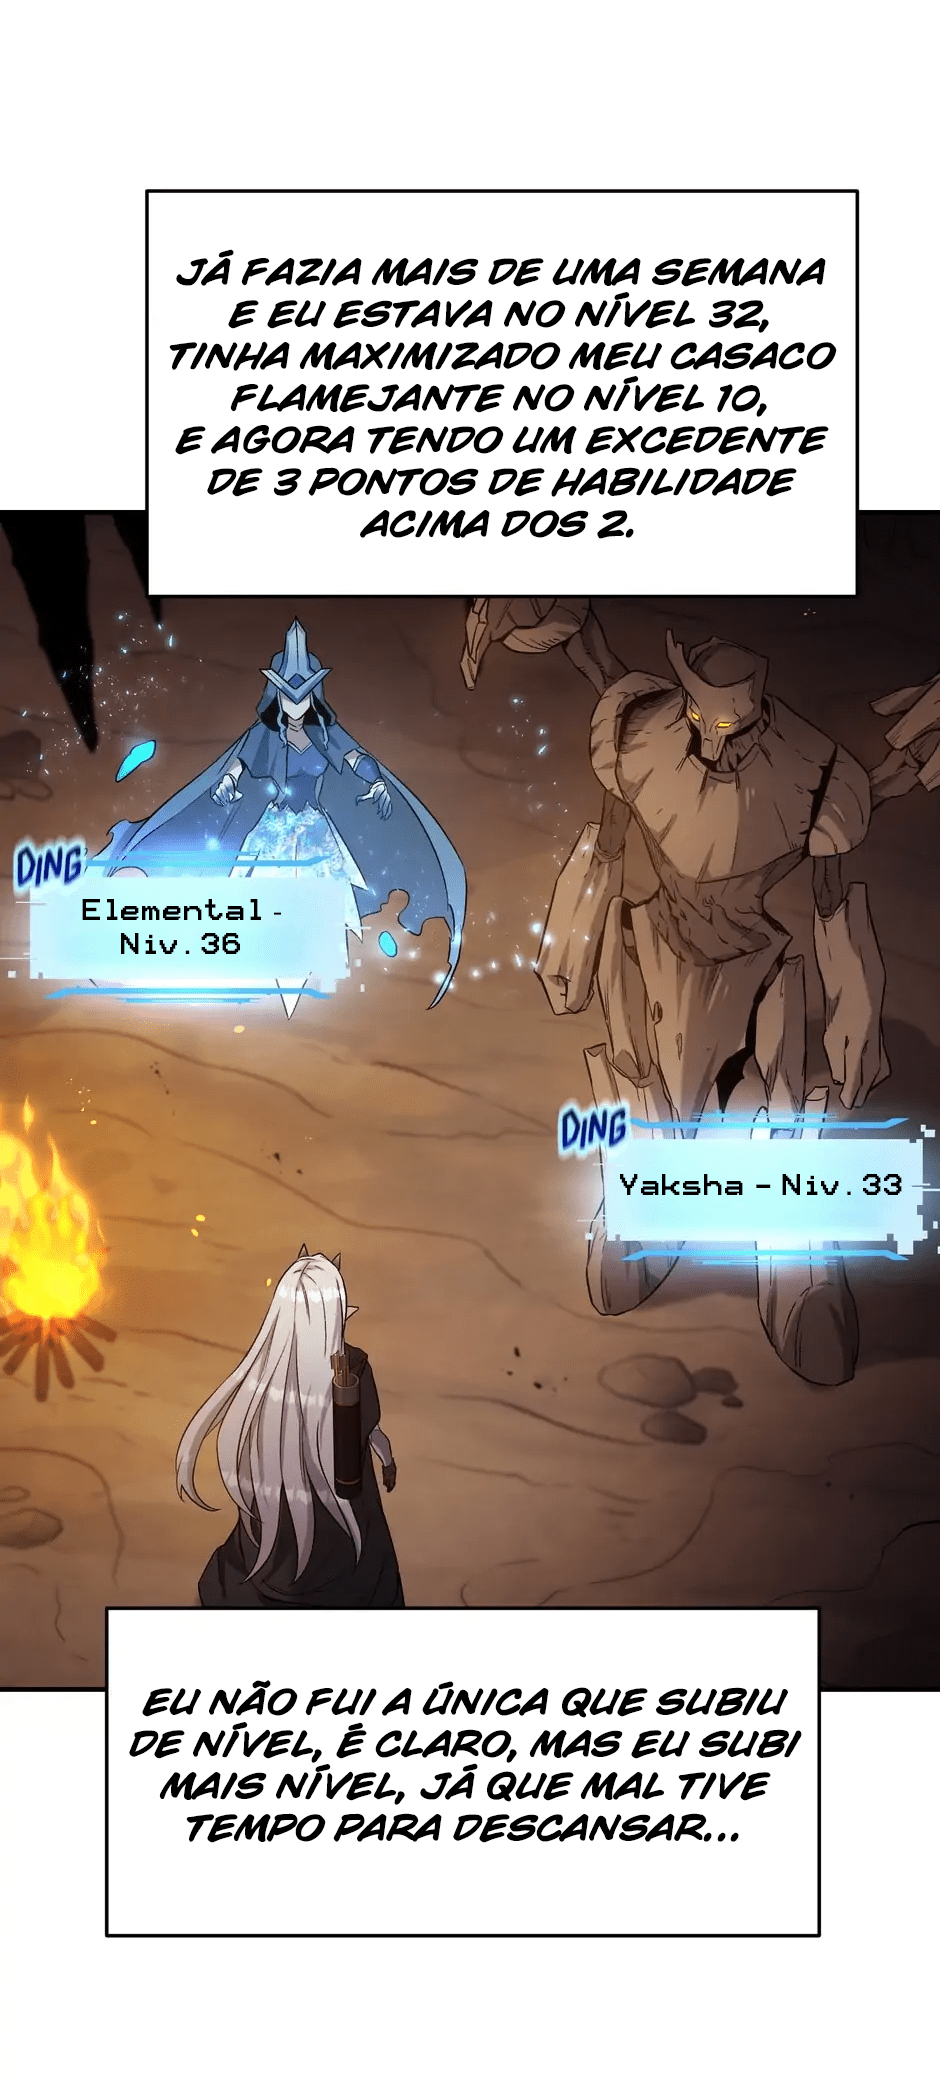 JÁ FAZIA MAIS DE UMA SEMANA
E EU ESTAVA NO NÍVEL 32,
TINHA MAXIMIZADO MEU CASACO
FLAMEJANTE NO NÍVEL 10,
E AGORA TENDO UM EXCEDENTE
DE 3 PONTOS DE HABILIDADE
ACIMA DOS 2.
DING
Elemental -
Niv. 36
DING
Yaksha - Niv. 33
EU NÃO FUI A ÚNICA QUE SUBIU
DE NÍVEL, É CLARO, MAS EU SUBI
MAIS NÍVEL, JÁ QUE MAL TIVE
TEMPO PARA DESCANSAR...